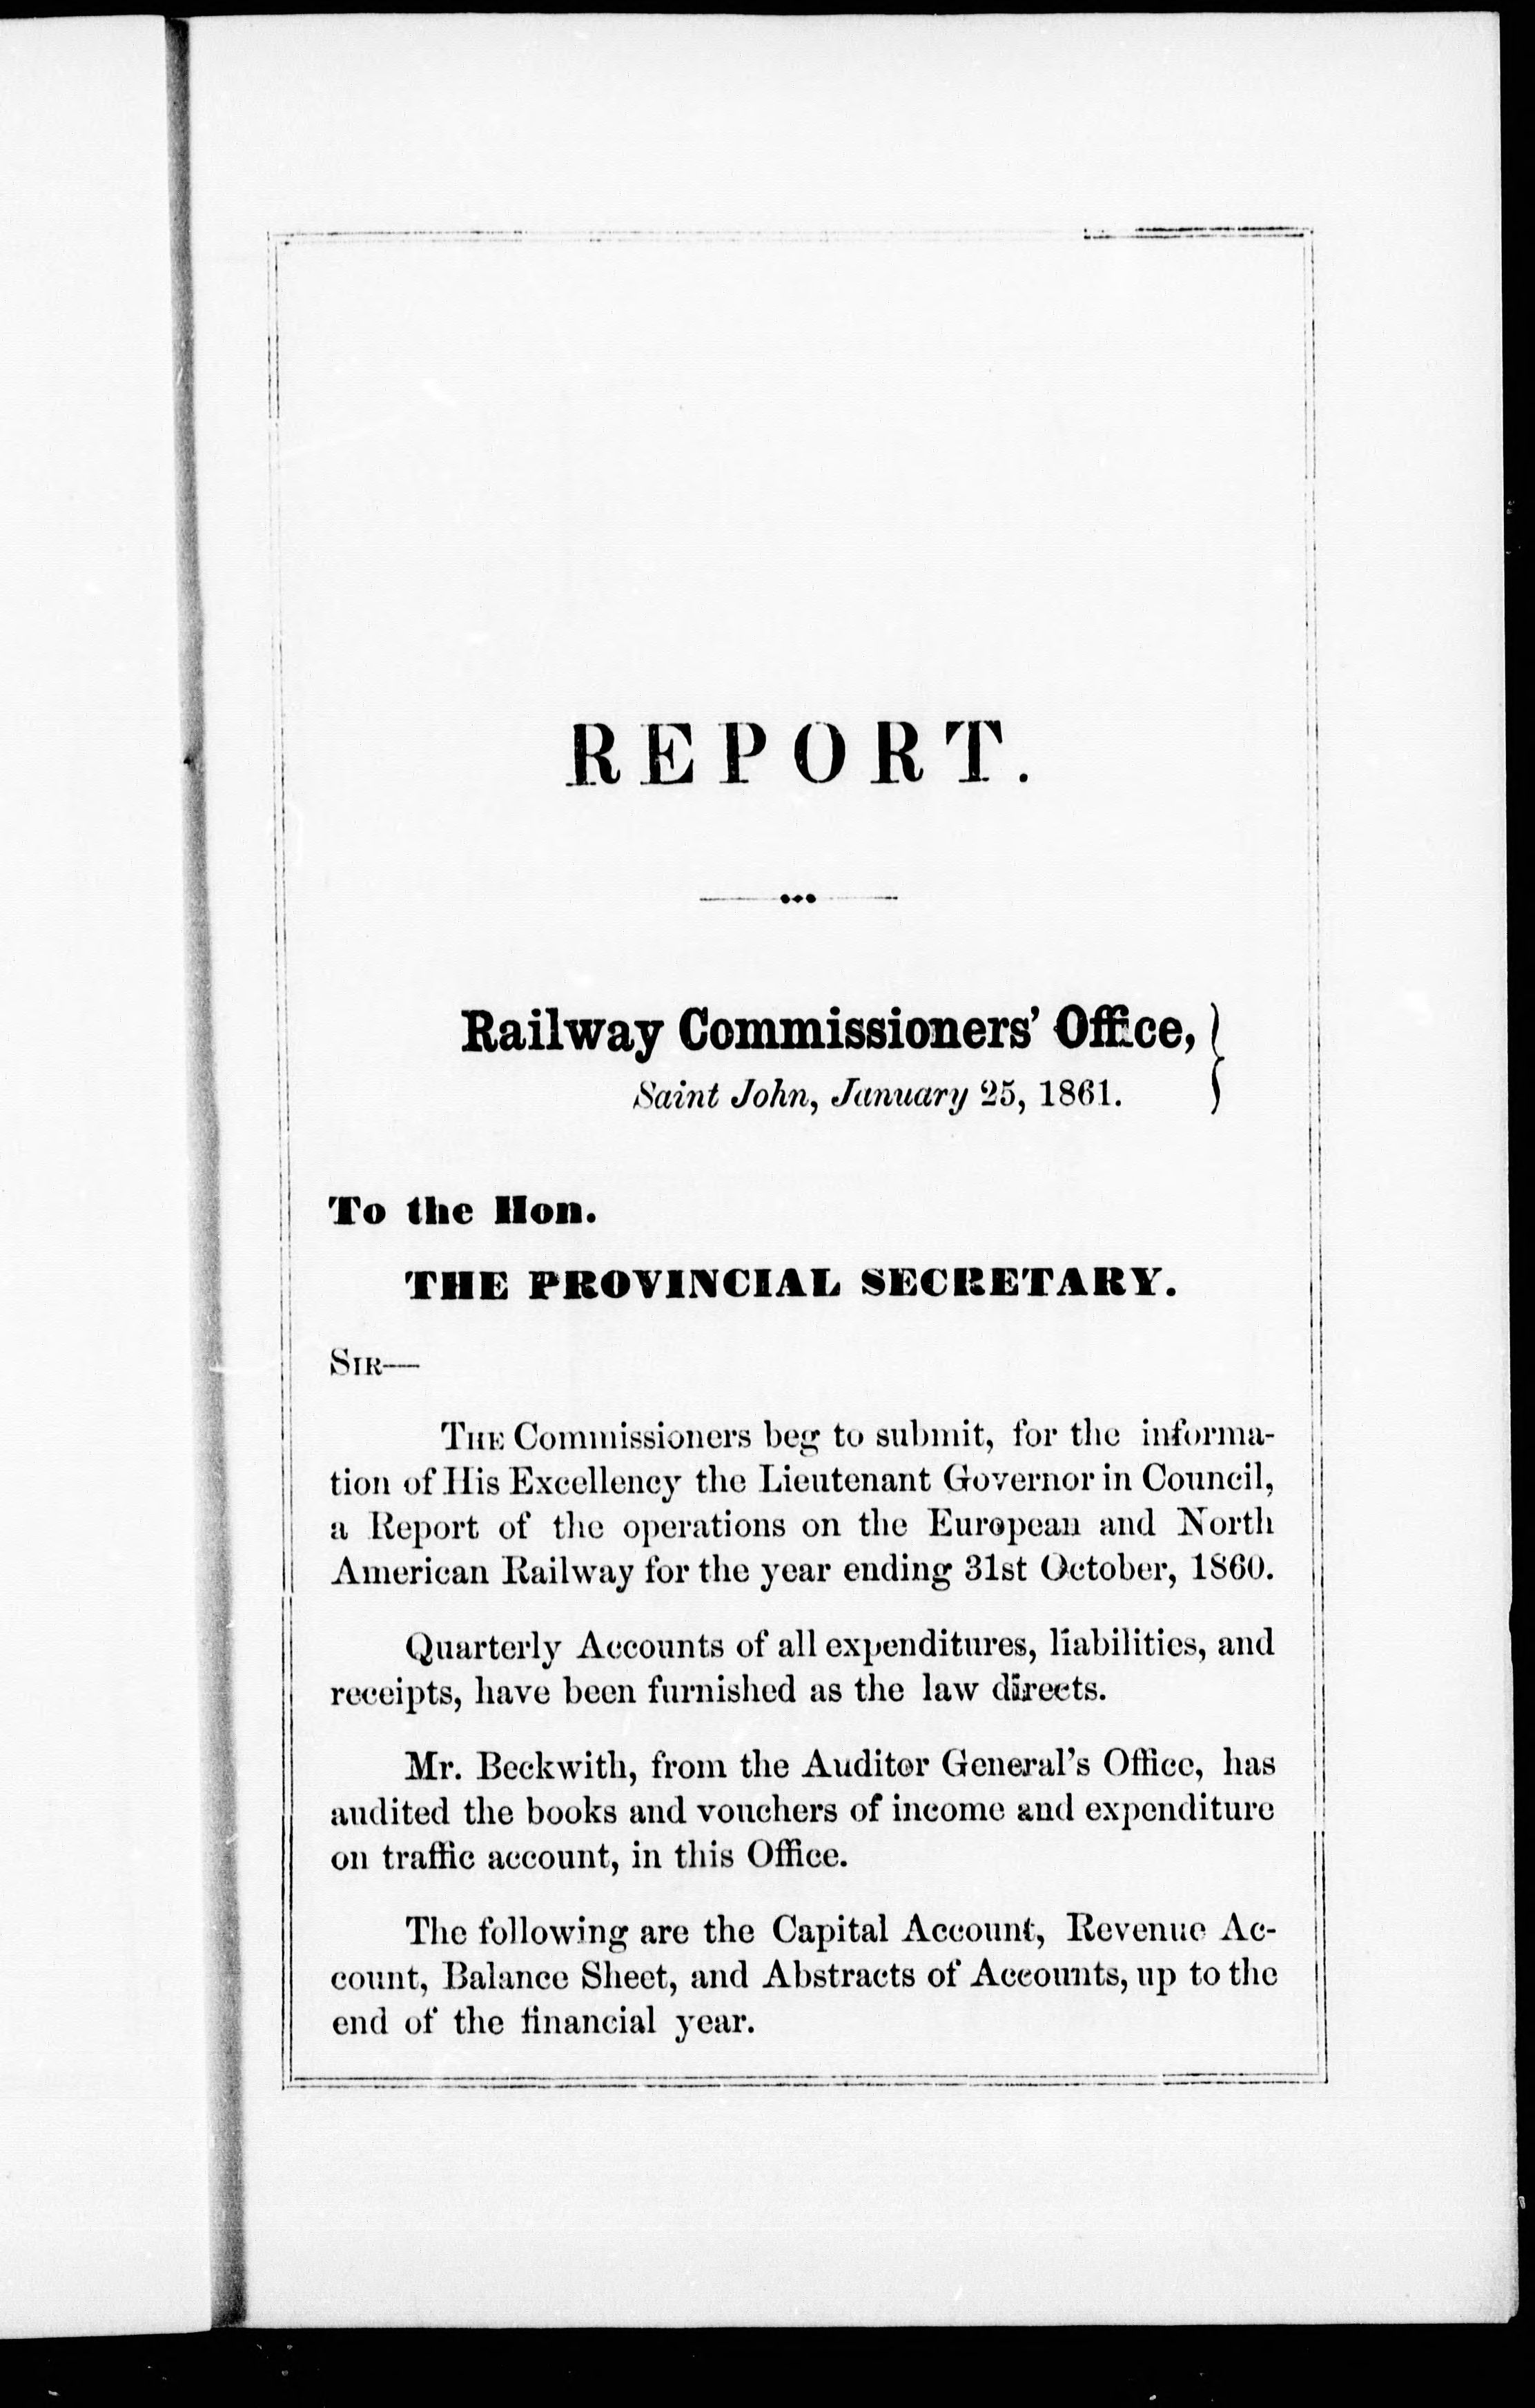 REPORT.
Railway Commissioners' Office,
Saint John, January 25, 1861.
To the Hon.
THE PROVINCIAL SECRETARY.
SIR—
THE Commissioners beg to submit, for the informa-
tion of His Excellency the Lieutenant Governor in Council,
a Report of the operations on the European and North
American Railway for the year ending 31st October, 1860.
Quarterly Accounts of all expenditures, liabilities, and
receipts, have been furnished as the law directs.
Mr. Beckwith, from the Auditor General's Office, has
audited the books and vouchers of income and expenditure
on traffic account, in this Office.
The following are the Capital Account, Revenue Ac-
count, Balance Sheet, and Abstracts of Accounts, up to the
end of the financial year.